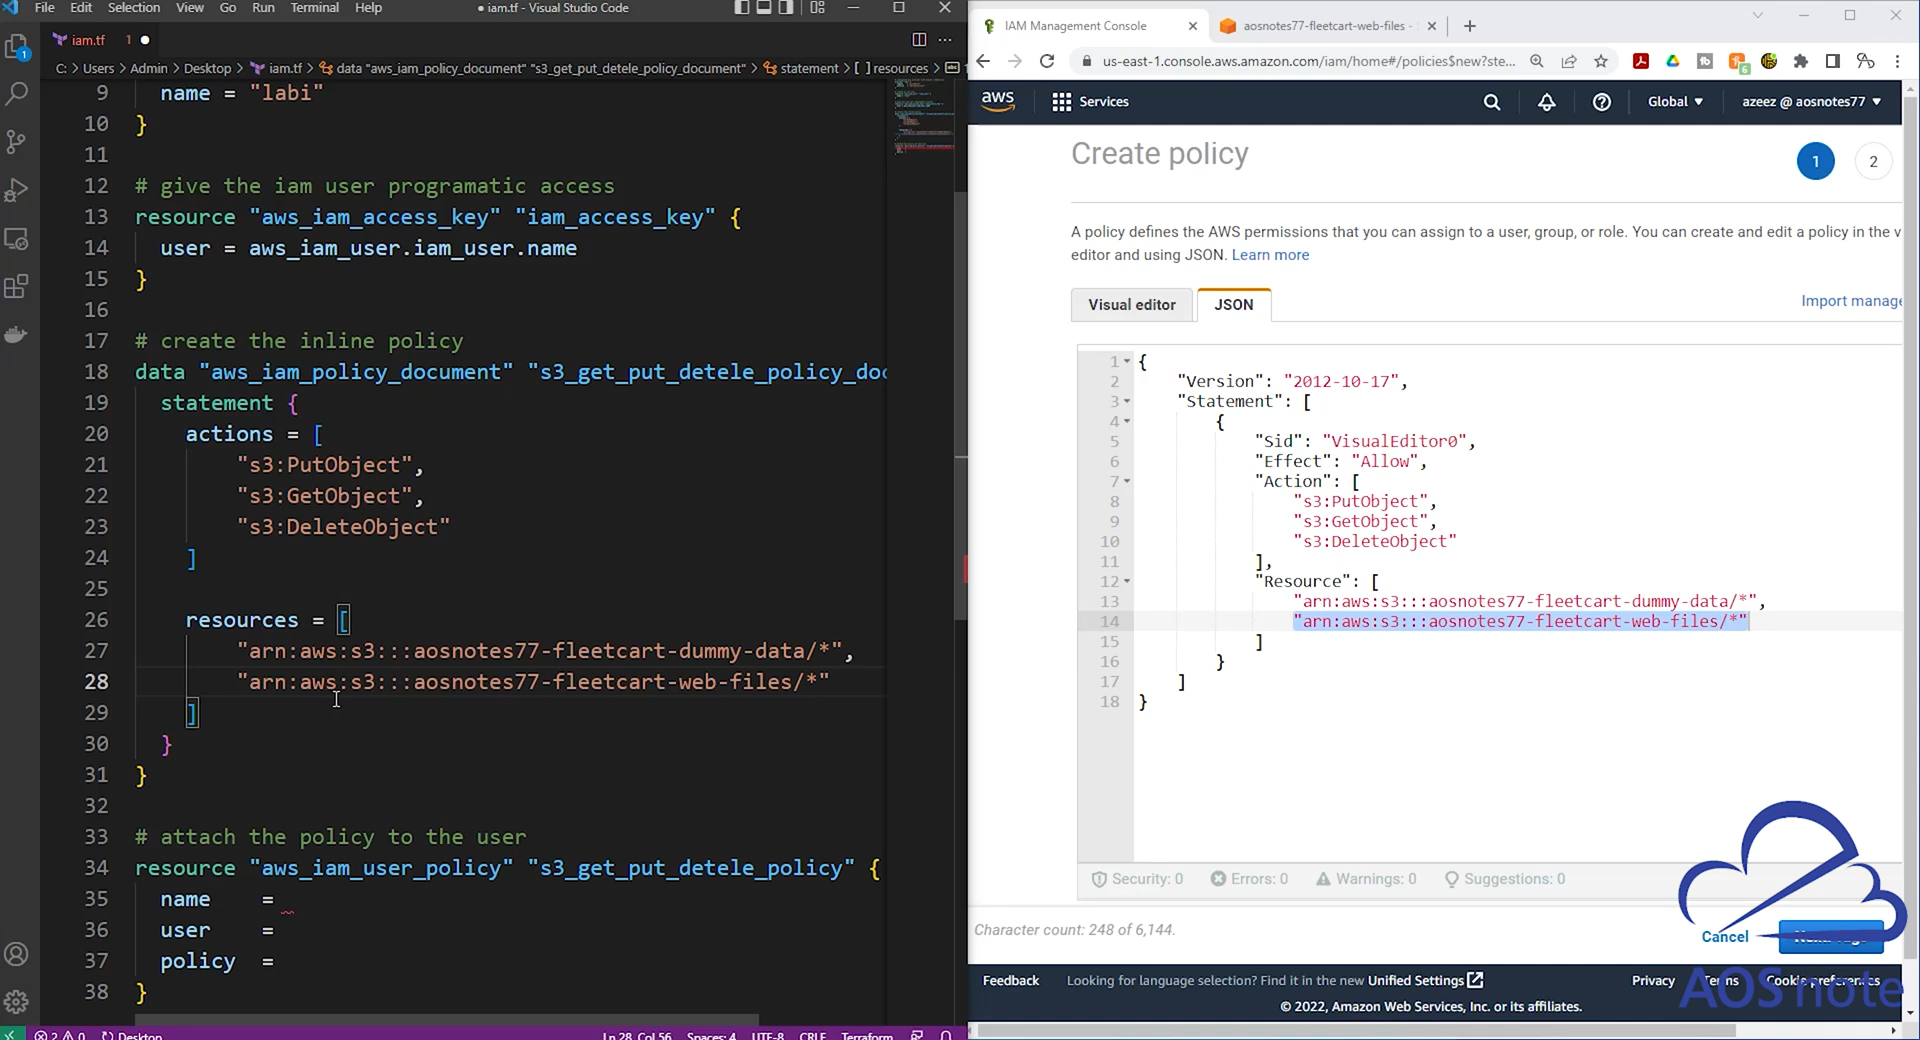 File Edit Selection View Go Run Terminal Help
● iam.tf - Visual Studio Code
iam.tf 1 ●
C: > Users > Admin > Desktop > iam.tf > data "aws_iam_policy_document" "s3_get_put_detele_policy_document" > statement > [ ] resources >
9 name = "labi"
10 }
11
12 # give the iam user programatic access
13 resource "aws_iam_access_key" "iam_access_key" {
14 user = aws_iam_user.iam_user.name
15 }
16
17 # create the inline policy
18 data "aws_iam_policy_document" "s3_get_put_detele_policy_doc
19 statement {
20 actions = [
21 "s3:PutObject",
22 "s3:GetObject",
23 "s3:DeleteObject"
24 ]
25
26 resources = [
27 "arn:aws:s3:::aosnotes77-fleetcart-dummy-data/*",
28 "arn:aws:s3:::aosnotes77-fleetcart-web-files/*"
29 ]
30 }
31 }
32
33 # attach the policy to the user
34 resource "aws_iam_user_policy" "s3_get_put_detele_policy" {
35 name =
36 user =
37 policy =
38 }
1
2 0 Desktop Ln 28, Col 56 Spaces: 4 UTF-8 CRLF Terraform
IAM Management Console
aosnotes77-fleetcart-web-files -
us-east-1.console.aws.amazon.com/iam/home#/policies$new?ste...
6
aws Services Global azeez @ aosnotes77
Create policy
1 2
A policy defines the AWS permissions that you can assign to a user, group, or role. You can create and edit a policy in the v
editor and using JSON. Learn more
Visual editor JSON Import manage
1 {
2 "Version": "2012-10-17",
3 "Statement": [
4 {
5 "Sid": "VisualEditor0",
6 "Effect": "Allow",
7 "Action": [
8 "s3:PutObject",
9 "s3:GetObject",
10 "s3:DeleteObject"
11 ],
12 "Resource": [
13 "arn:aws:s3:::aosnotes77-fleetcart-dummy-data/*",
14 "arn:aws:s3:::aosnotes77-fleetcart-web-files/*"
15 ]
16 }
17 ]
18 }
Security: 0 Errors: 0 Warnings: 0 Suggestions: 0
Character count: 248 of 6,144.
Cancel
Feedback Looking for language selection? Find it in the new Unified Settings Privacy Terms Cookie preferences
© 2022, Amazon Web Services, Inc. or its affiliates.
AOSnote